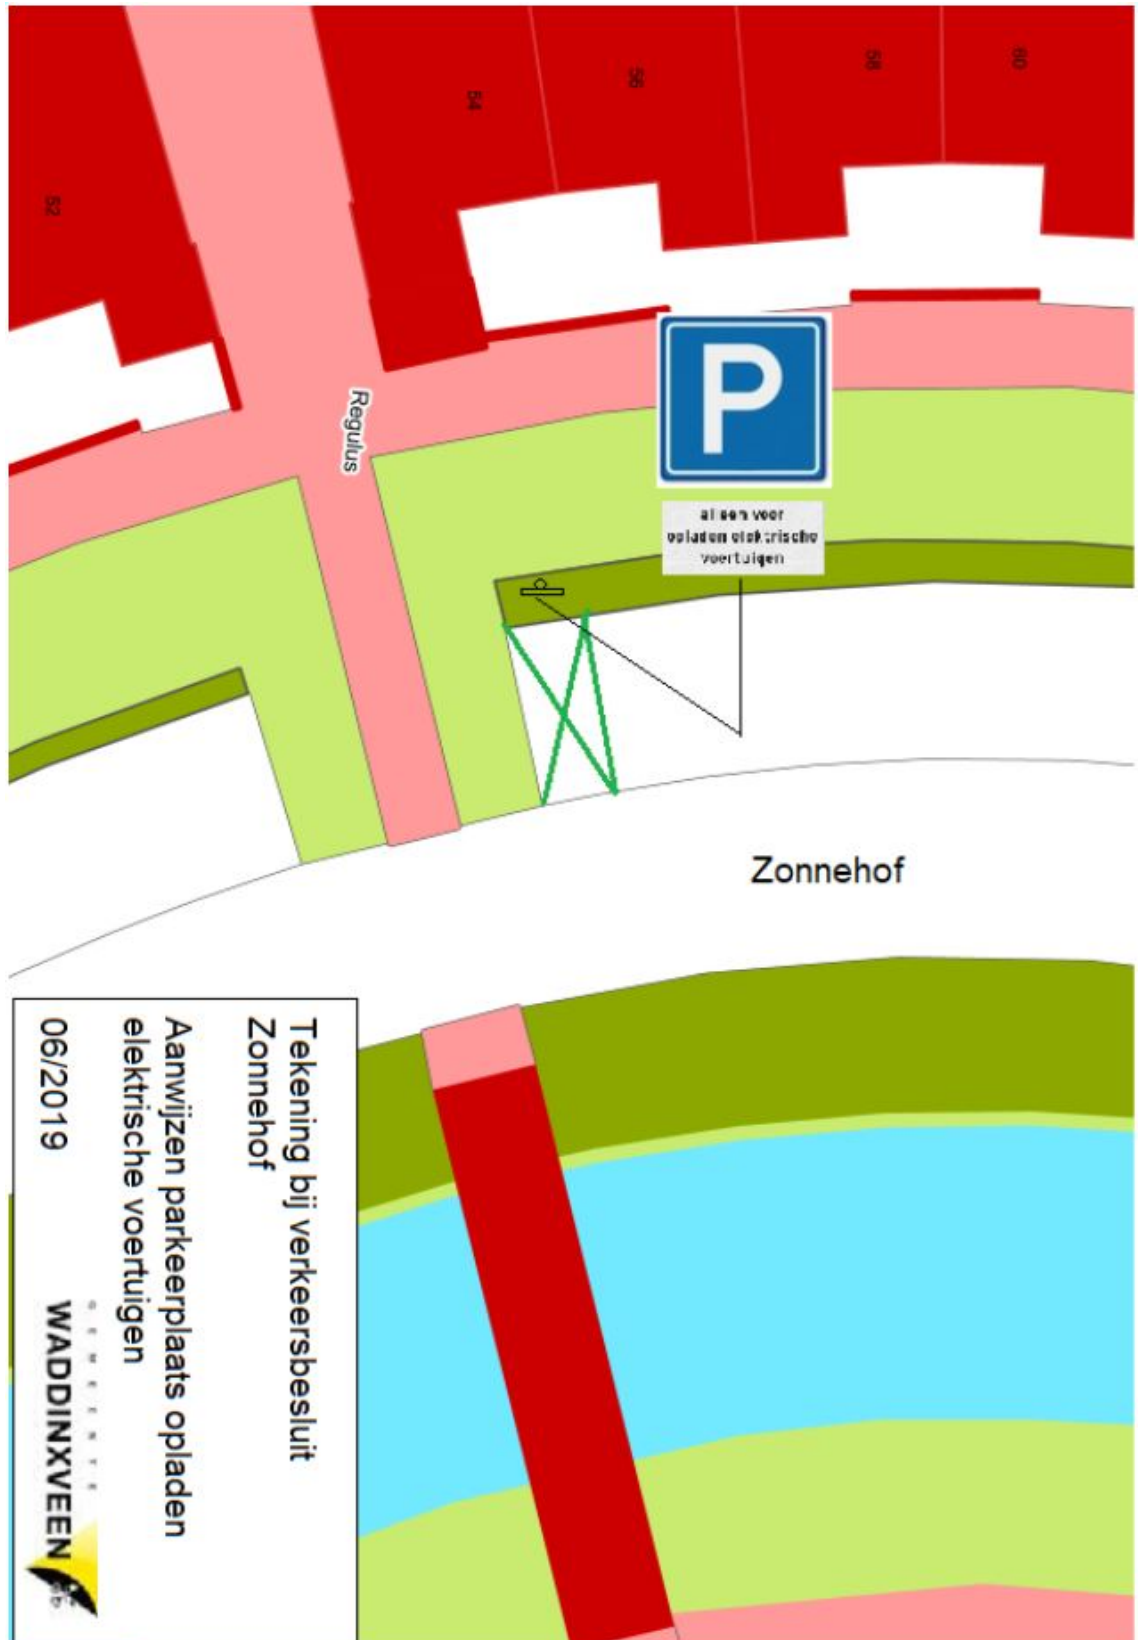 52
54
56
58
60
Regulus
P
alleen voor
opladen elektrische
voertuigen
Zonnehof
Tekening bij verkeersbesluit
Zonnehof
Aanwijzen parkeerplaats opladen
elektrische voertuigen
06/2019
GEMEENTE
WADDINXVEEN